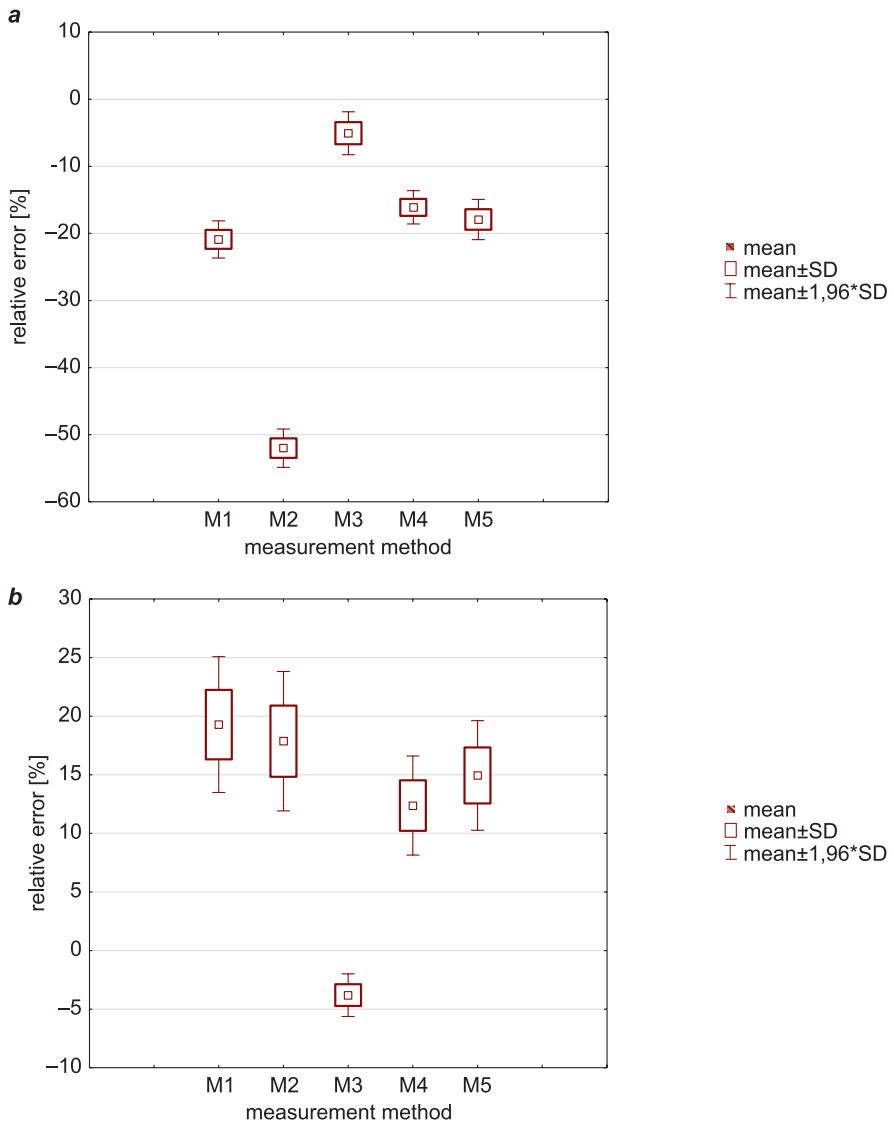 a
10
0
-10
–20
–30
–40
–50
–60
relative error [%]
M1 M2 M3 M4 M5
measurement method
mean
mean±SD
mean±1,96*SD
b
30
25
20
15
10
5
0
–5
–10
relative error [%]
M1 M2 M3 M4 M5
measurement method
mean
mean±SD
mean±1,96*SD